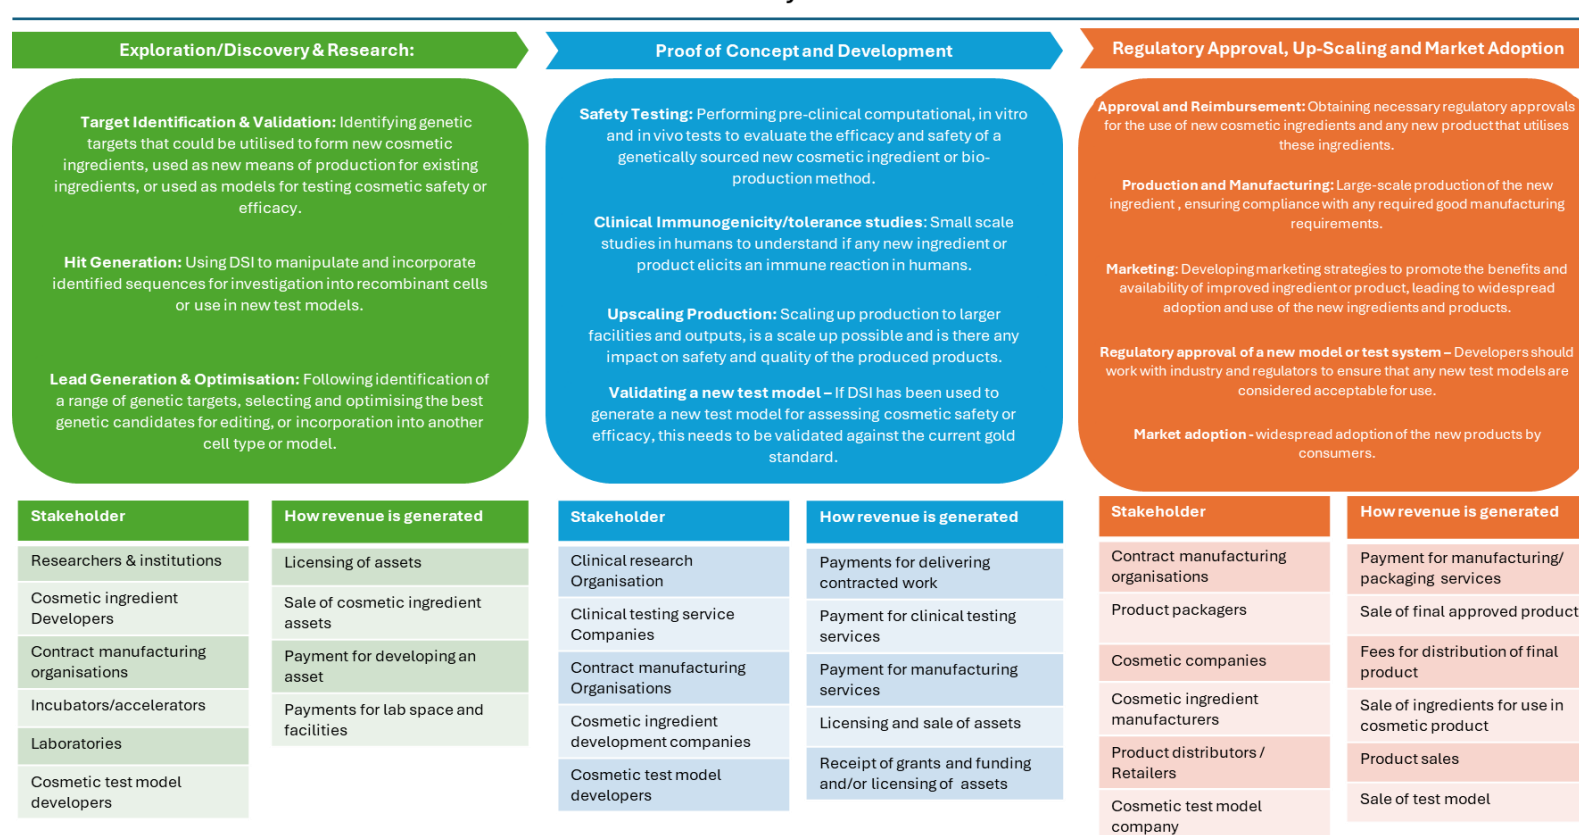 Exploration/Discovery & Research:
Target Identification & Validation: Identifying genetic
targets that could be utilised to form new cosmetic
ingredients, used as new means of production for existing
ingredients, or used as models for testing cosmetic safety or
efficacy.
Hit Generation: Using DSI to manipulate and incorporate
identified sequences for investigation into recombinant cells
or use in new test models.
Lead Generation & Optimisation: Following identification of
a range of genetic targets, selecting and optimising the best
genetic candidates for editing, or incorporation into another
cell type or model.
Stakeholder
Researchers & institutions
Cosmetic ingredient
Developers
Contract manufacturing
organisations
Incubators/accelerators
Laboratories
Cosmetic test model
developers
How revenue is generated
Licensing of assets
Sale of cosmetic ingredient
assets
Payment for developing an
asset
Payments for lab space and
facilities
Proof of Concept and Development
Safety Testing: Performing pre-clinical computational, in vitro
and in vivo tests to evaluate the efficacy and safety of a
genetically sourced new cosmetic ingredient or bio-
production method.
Clinical Immunogenicity/tolerance studies: Small scale
studies in humans to understand if any new ingredient or
product elicits an immune reaction in humans.
Upscaling Production: Scaling up production to larger
facilities and outputs, is a scale up possible and is there any
impact on safety and quality of the produced products.
Validating a new test model – If DSI has been used to
generate a new test model for assessing cosmetic safety or
efficacy, this needs to be validated against the current gold
standard.
Stakeholder
Clinical research
Organisation
Clinical testing service
Companies
Contract manufacturing
Organisations
Cosmetic ingredient
development companies
Cosmetic test model
developers
How revenue is generated
Payments for delivering
contracted work
Payment for clinical testing
services
Payment for manufacturing
services
Licensing and sale of assets
Receipt of grants and funding
and/or licensing of assets
Regulatory Approval, Up-Scaling and Market Adoption
Approval and Reimbursement: Obtaining necessary regulatory approvals
for the use of new cosmetic ingredients and any new product that utilises
these ingredients.
Production and Manufacturing: Large-scale production of the new
ingredient , ensuring compliance with any required good manufacturing
requirements.
Marketing: Developing marketing strategies to promote the benefits and
availability of improved ingredient or product, leading to widespread
adoption and use of the new ingredients and products.
Regulatory approval of a new model or test system – Developers should
work with industry and regulators to ensure that any new test models are
considered acceptable for use.
Market adoption - widespread adoption of the new products by
consumers.
Stakeholder
Contract manufacturing
organisations
Product packagers
Cosmetic companies
Cosmetic ingredient
manufacturers
Product distributors /
Retailers
Cosmetic test model
company
How revenue is generated
Payment for manufacturing/
packaging services
Sale of final approved product
Fees for distribution of final
product
Sale of ingredients for use in
cosmetic product
Product sales
Sale of test model